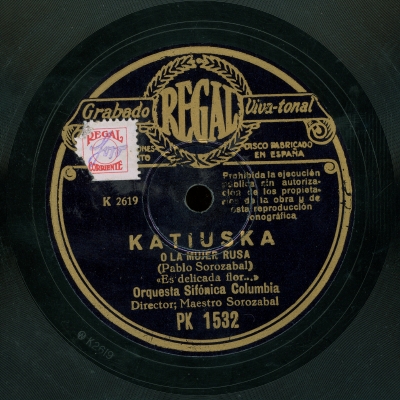 Grabado REGAL Viva-tonal
REGAL
CORRIENTE
DISCO FABRICADO
EN ESPAÑA
Prohibida la ejecución
pública sin autoriza-
ción de los propieta-
rios de la obra y de
esta reproducción
fonográfica
K 2619
KATIUSKA
O LA MUJER RUSA
(Pablo Sorozabal)
«Es delicada flor...»
Orquesta Sifónica Columbia
Director; Maestro Sorozabal
PK 1532
K2619